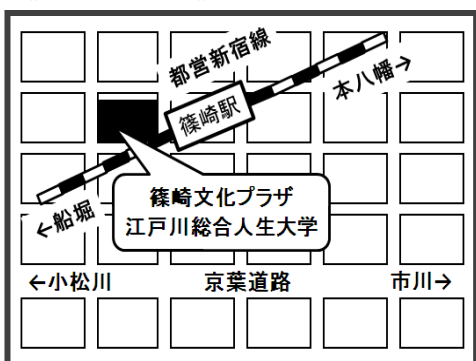 都営新宿線
本八幡→
篠崎駅
←船堀
篠崎文化プラザ
江戸川総合人生大学
←小松川
京葉道路
市川→